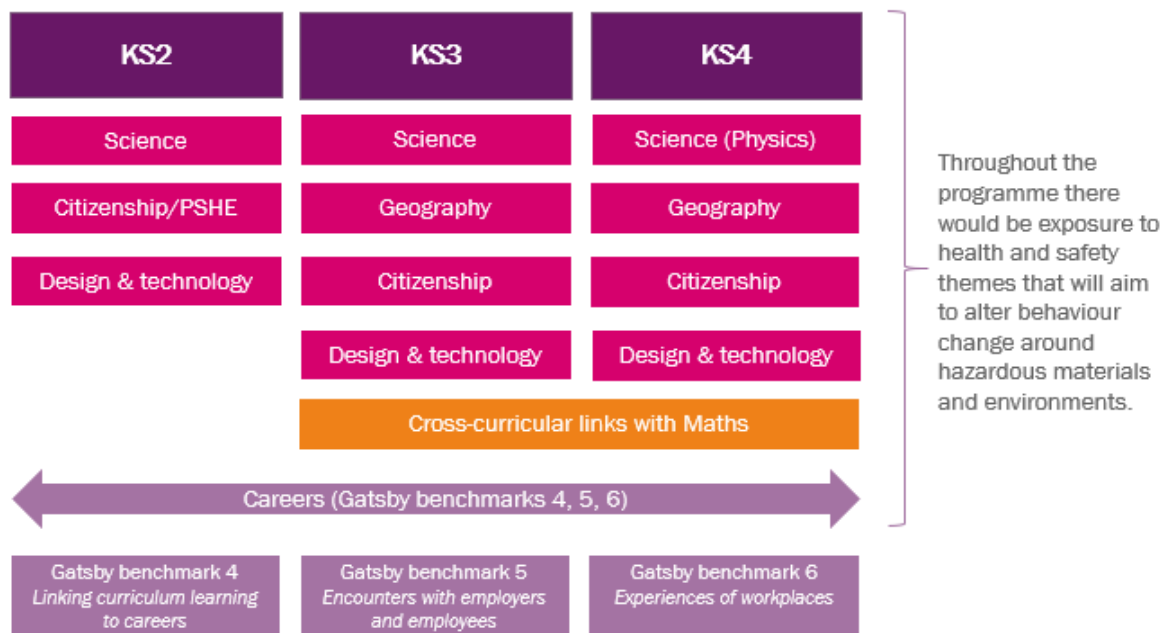 KS2
KS3
KS4
Science
Science
Science (Physics)
Citizenship/PSHE
Geography
Geography
Design & technology
Citizenship
Citizenship
Design & technology
Design & technology
Cross-curricular links with Maths
Careers (Gatsby benchmarks 4, 5, 6)
Gatsby benchmark 4
Linking curriculum learning
to careers
Gatsby benchmark 5
Encounters with employers
and employees
Gatsby benchmark 6
Experiences of workplaces
Throughout the
programme there
would be exposure to
health and safety
themes that will aim
to alter behaviour
change around
hazardous materials
and environments.